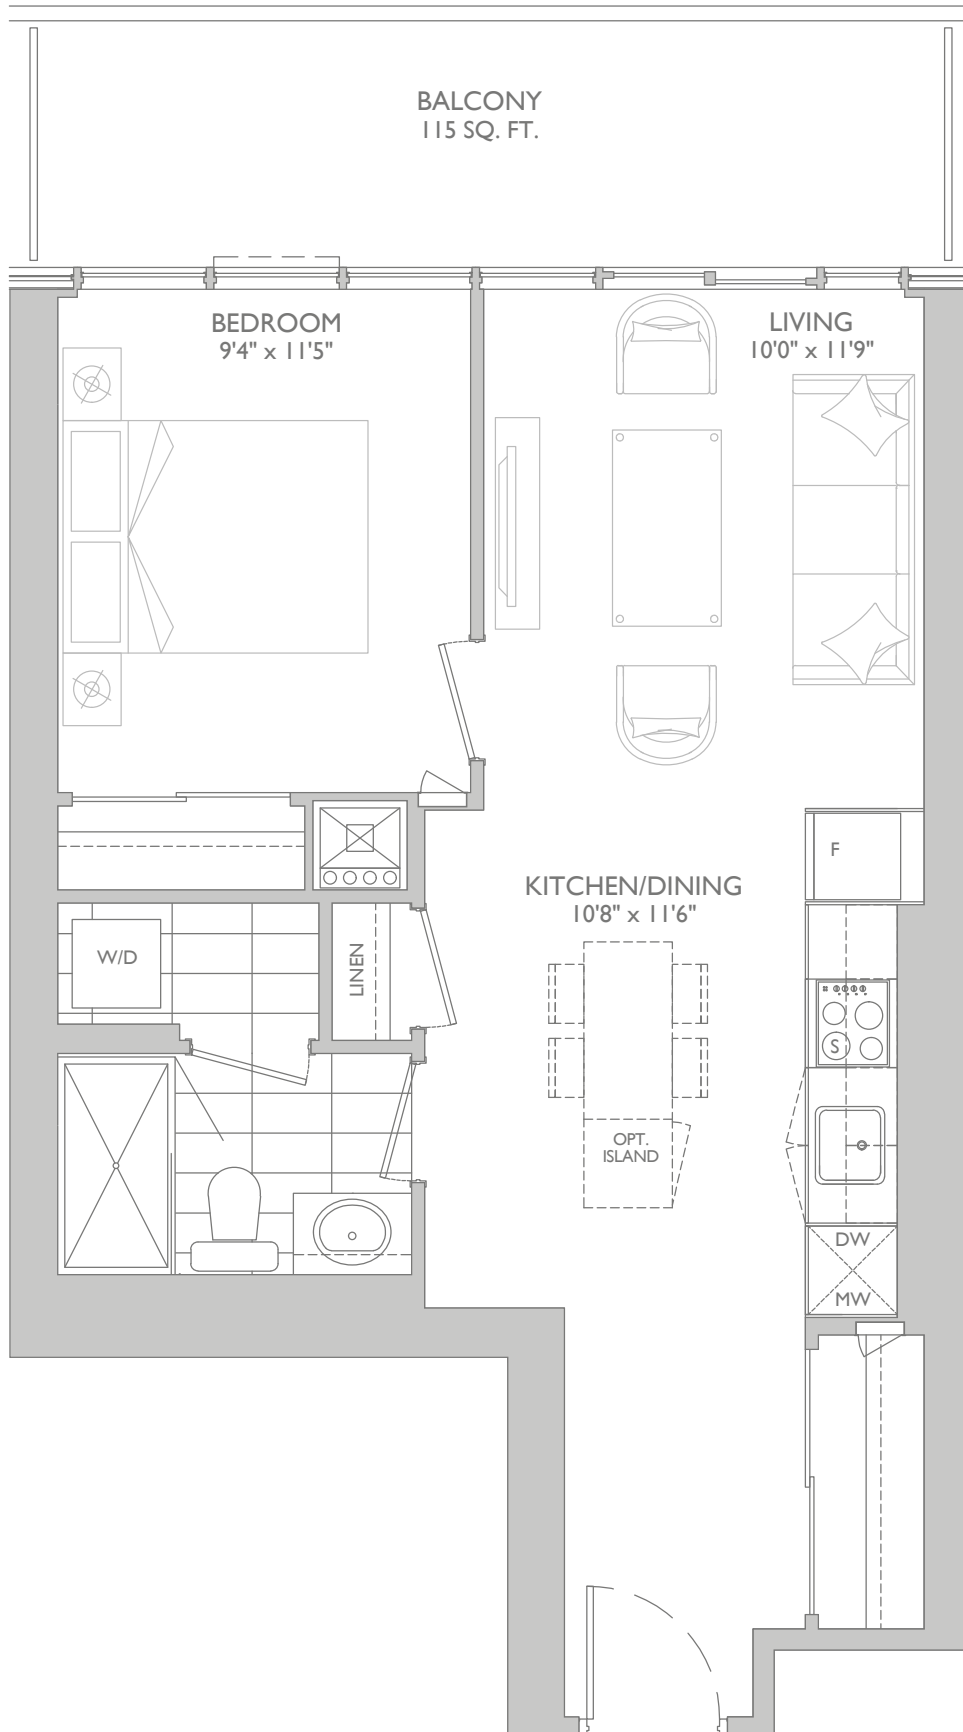 BALCONY
115 SQ. FT.
BEDROOM
9'4" x 11'5"
LIVING
10'0" x 11'9"
F
KITCHEN/DINING
10'8" x 11'6"
W/D
LINEN
S
OPT.
ISLAND
DW
MW